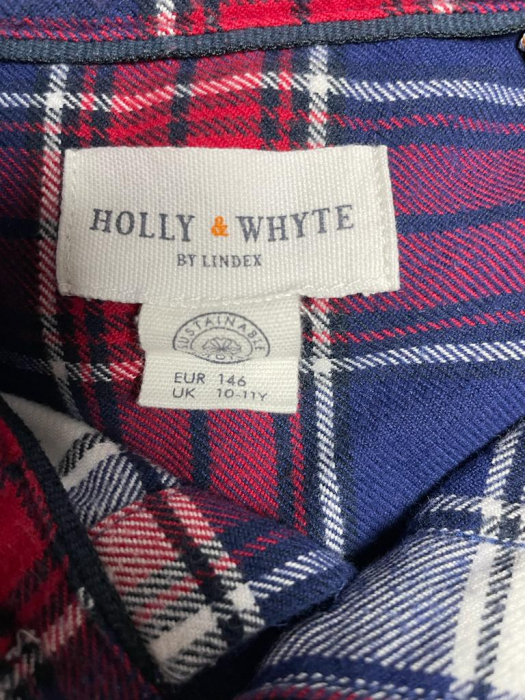 HOLLY & WHYTE
BY LINDEX
SUSTAINABLE
EUR 146
UK 10-11Y